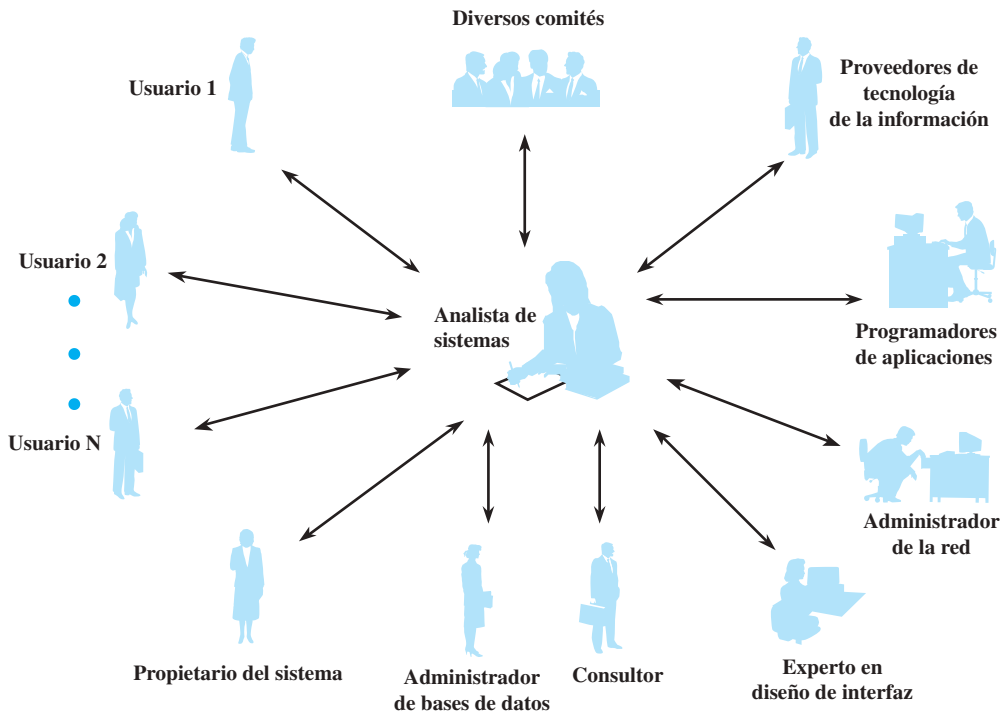 Diversos comités
Usuario 1
Proveedores de
tecnología
de la información
Usuario 2
Analista de
sistemas
Programadores
de aplicaciones
Usuario N
Administrador
de la red
Propietario del sistema
Administrador
de bases de datos
Consultor
Experto en
diseño de interfaz